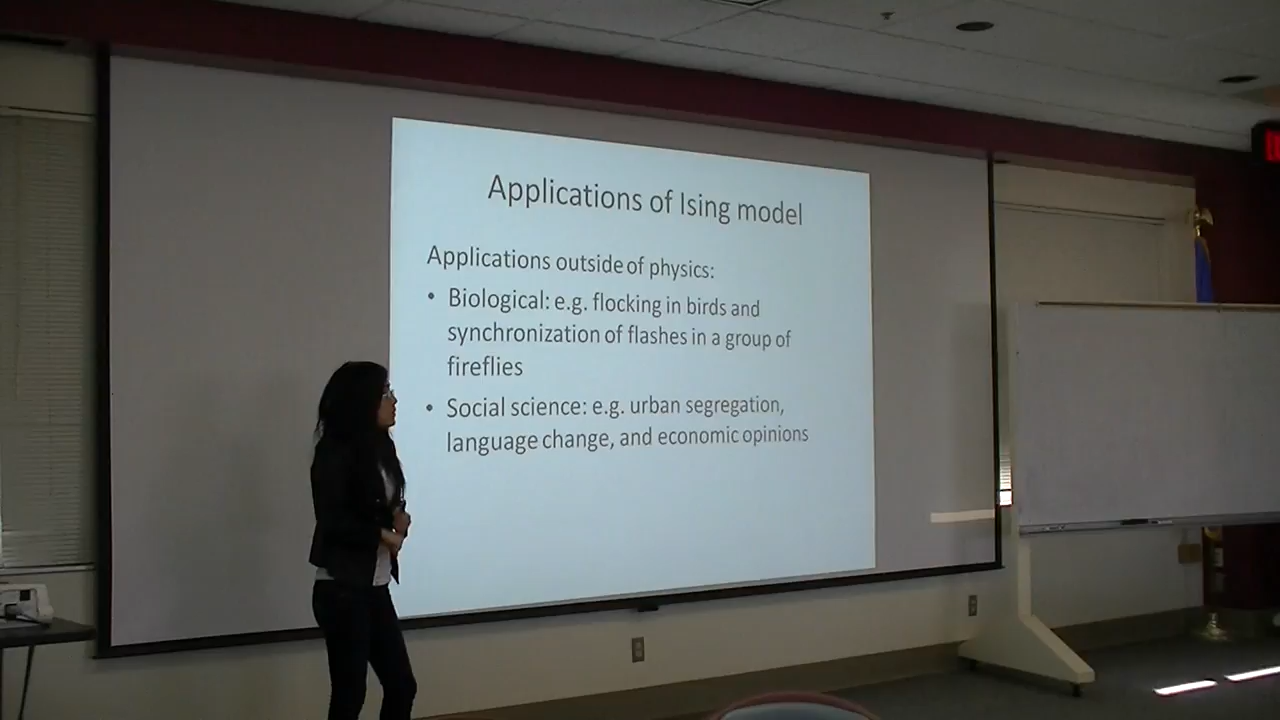 Applications of Ising model
Applications outside of physics:
• Biological: e.g. flocking in birds and
synchronization of flashes in a group of
fireflies
• Social science: e.g. urban segregation,
language change, and economic opinions